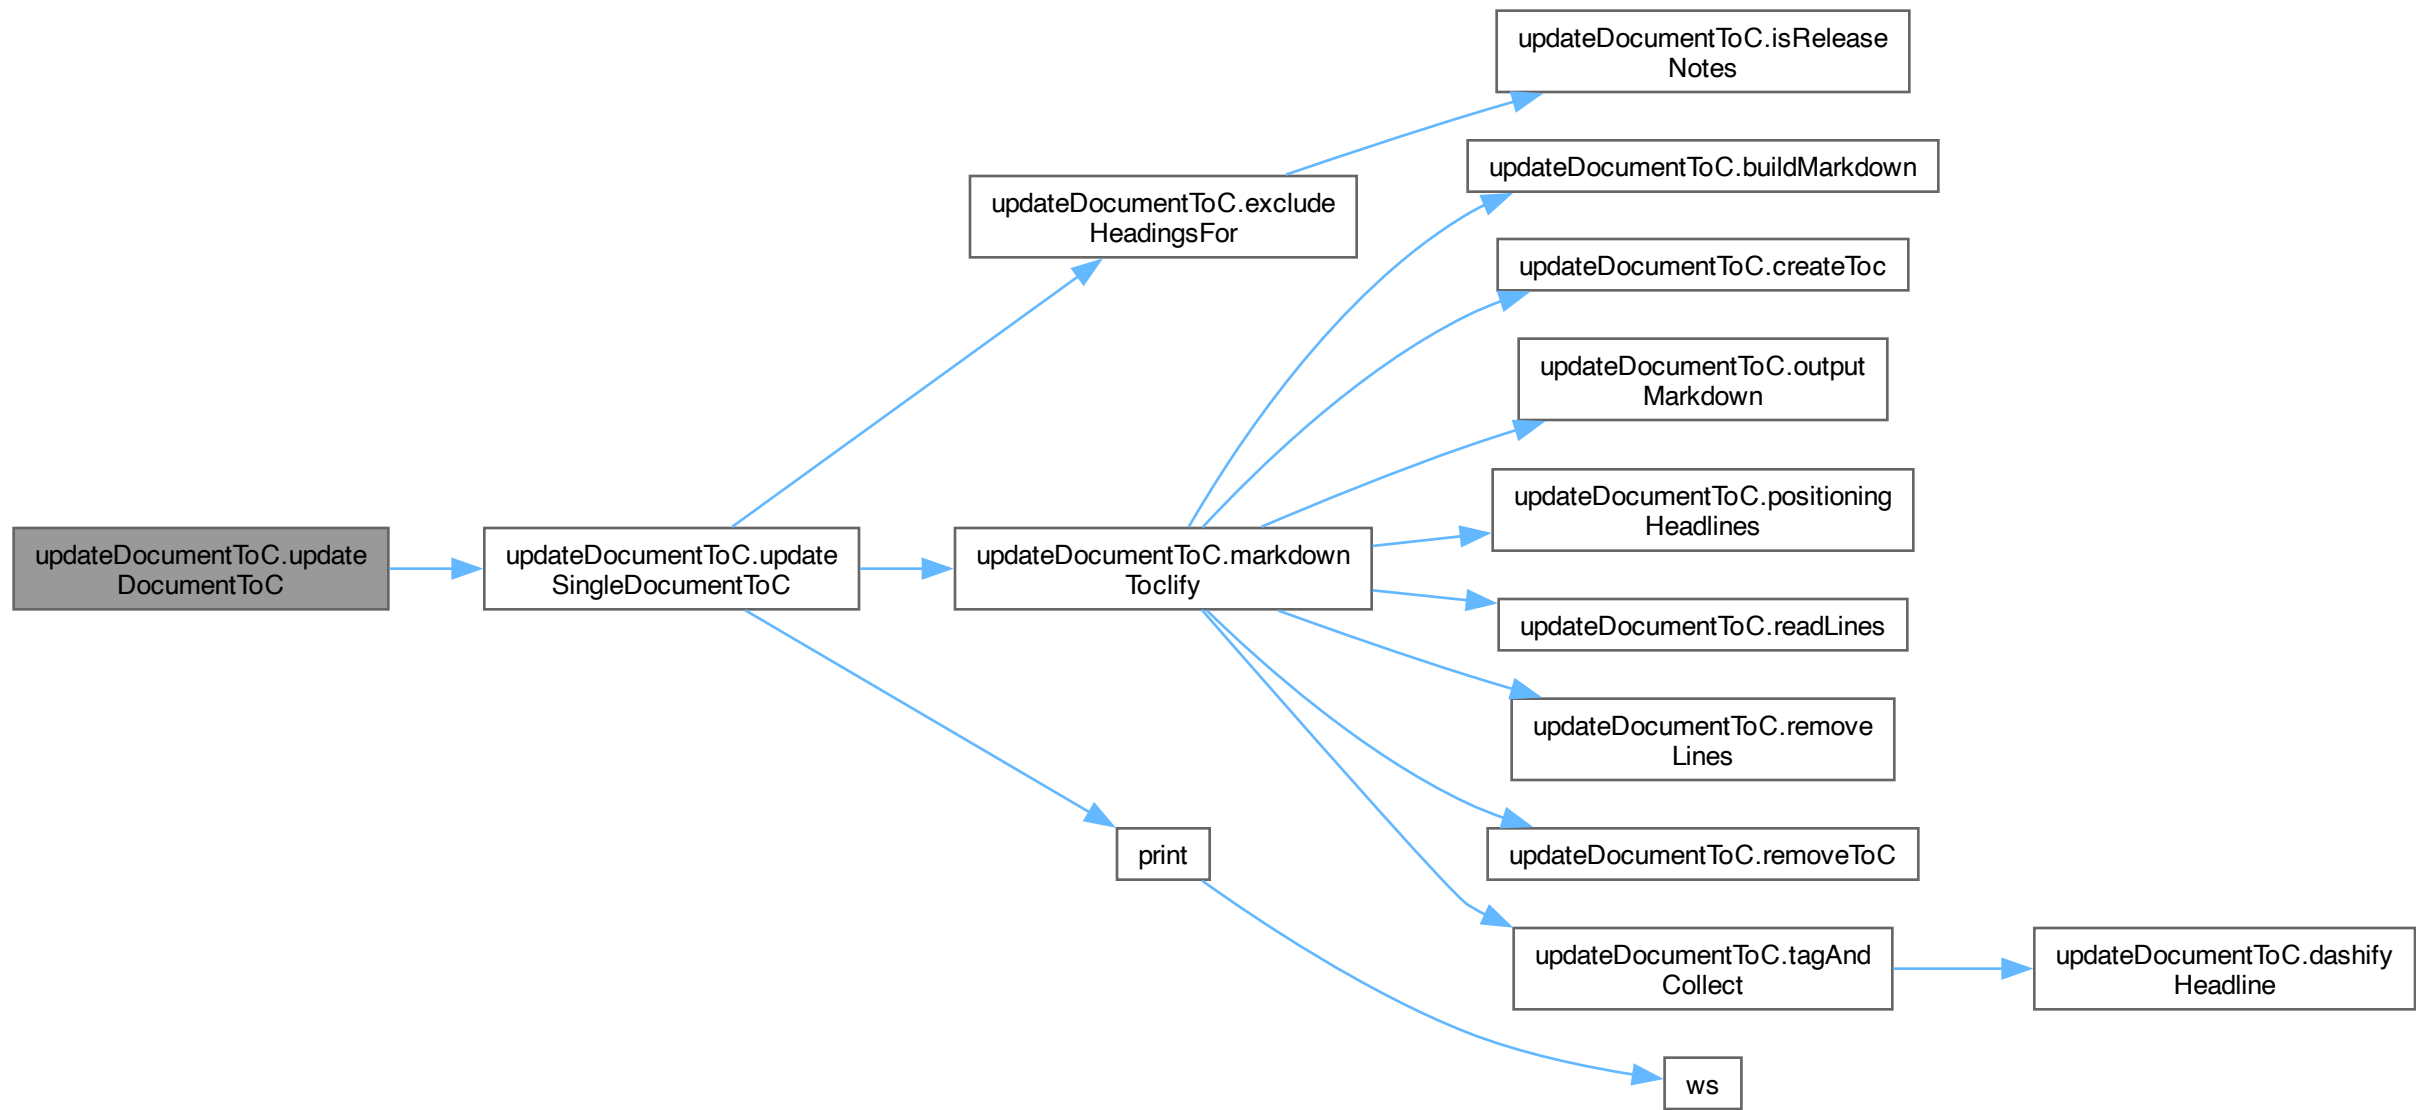 updateDocumentToC.update
DocumentToC
updateDocumentToC.update
SingleDocumentToC
updateDocumentToC.exclude
HeadingsFor
updateDocumentToC.isRelease
Notes
updateDocumentToC.markdown
Toclify
updateDocumentToC.buildMarkdown
updateDocumentToC.createToc
updateDocumentToC.output
Markdown
updateDocumentToC.positioning
Headlines
updateDocumentToC.readLines
updateDocumentToC.remove
Lines
updateDocumentToC.removeToC
updateDocumentToC.tagAnd
Collect
updateDocumentToC.dashify
Headline
print
ws